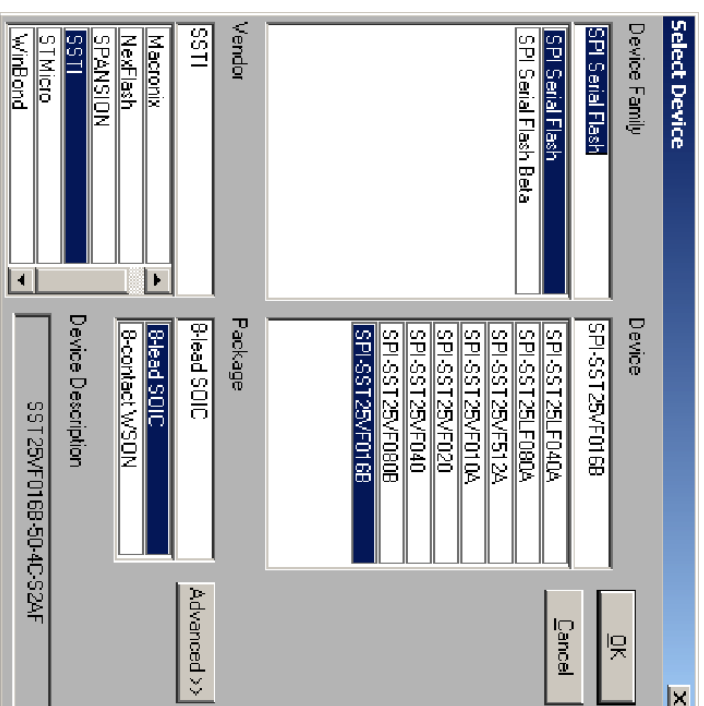 Select Device
Device Family
SPI Serial Flash
SPI Serial Flash
SPI Serial Flash Beta
Device
SPI-SST25VF016B
SPI-SST25LF040A
SPI-SST25LF080A
SPI-SST25VF512A
SPI-SST25VF010A
SPI-SST25VF020
SPI-SST25VF040
SPI-SST25VF080B
SPI-SST25VF016B
OK
Cancel
Vendor
SSTI
Macronix
NexFlash
SPANSION
SSTI
STMicro
WinBond
Package
8-lead SOIC
8-lead SOIC
8-contact WSON
Advanced >>
Device Description
SST25VF016B-50-4C-S2AF